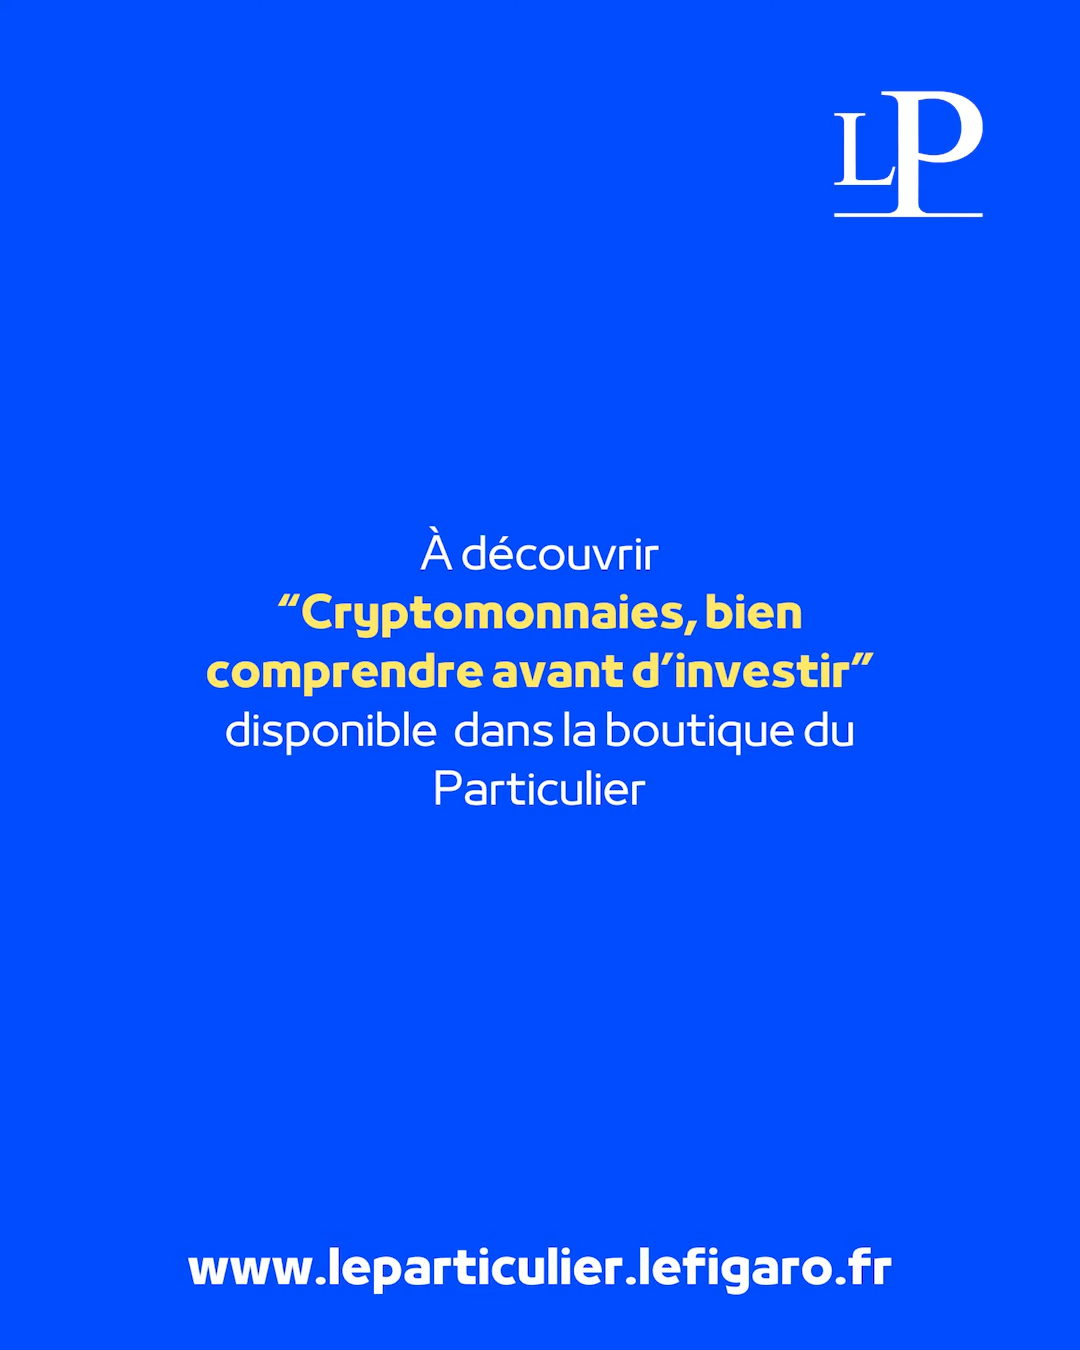 LP
À découvrir
“Cryptomonnaies, bien
comprendre avant d’investir”
disponible  dans la boutique du
Particulier
www.leparticulier.lefigaro.fr